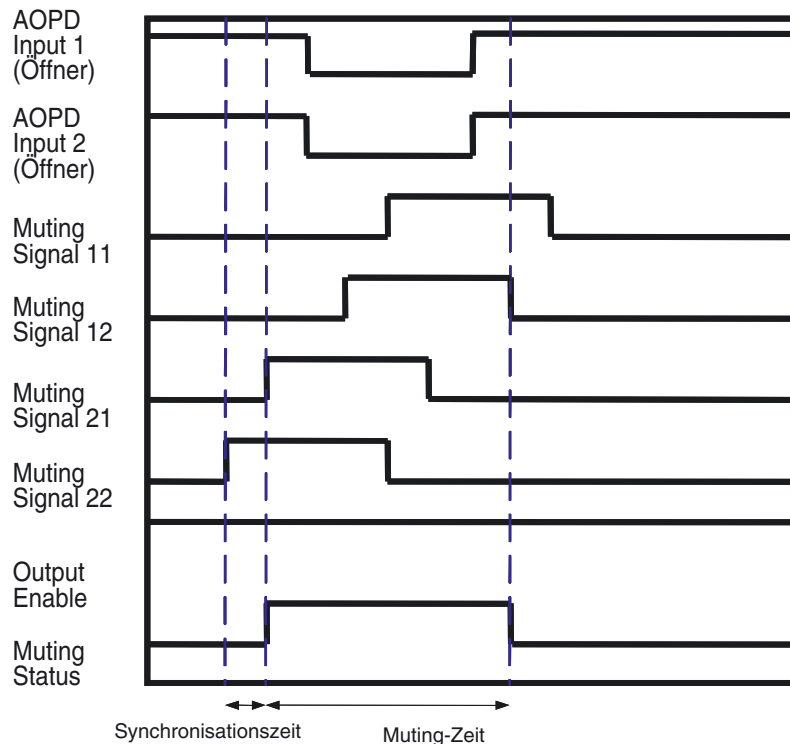 AOPD
Input 1
(Öffner)
AOPD
Input 2
(Öffner)
Muting
Signal 11
Muting
Signal 12
Muting
Signal 21
Muting
Signal 22
Output
Enable
Muting
Status
Synchronisationszeit
Muting-Zeit